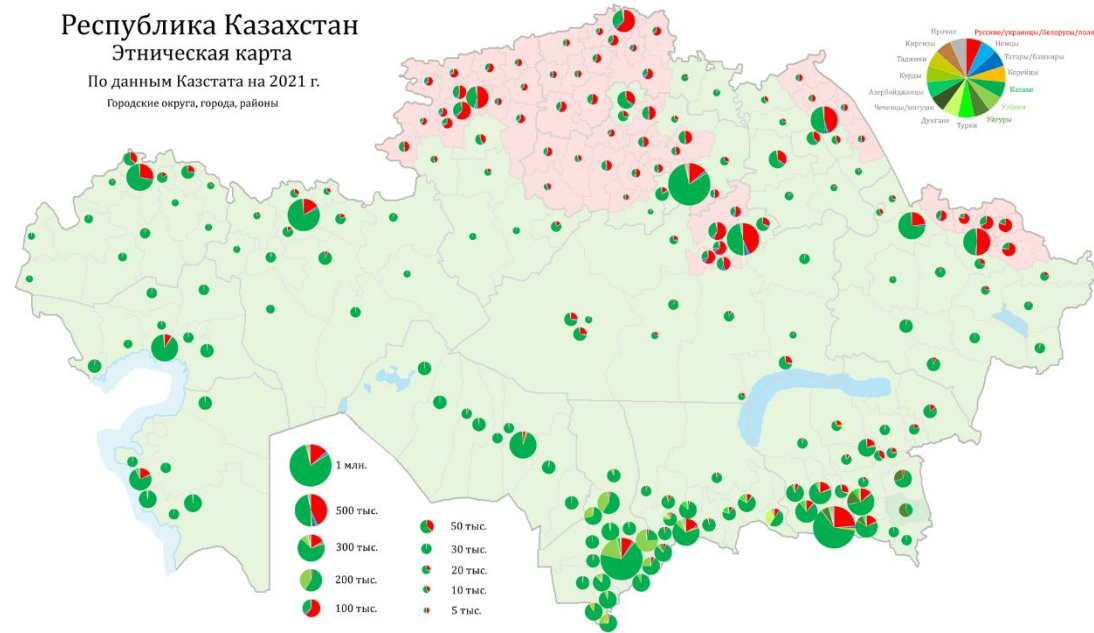 Республика Казахстан
Этническая карта
По данным Казстата на 2021 г.
Городские округа, города, районы
Прочие
Русские/украинцы/белорусы/поля
Киргизы
Немцы
Таджики
Татары/башкиры
Курды
Корейцы
Азербайджанцы
Казахи
Чеченцы/ингуши
Узбеки
Дунгане
Турки
Уйгуры
1 млн.
500 тыс.
300 тыс.
200 тыс.
100 тыс.
50 тыс.
30 тыс.
20 тыс.
10 тыс.
5 тыс.